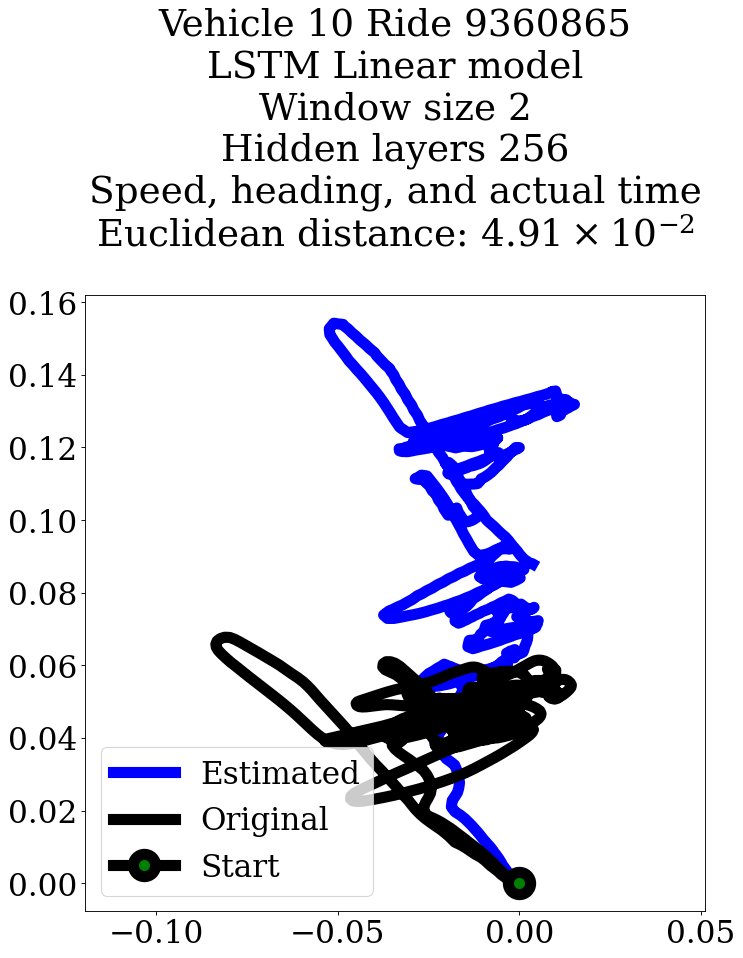 Vehicle 10 Ride 9360865
LSTM Linear model
Window size 2
Hidden layers 256
Speed, heading, and actual time
Euclidean distance: 4.91 × 10⁻²
0.16
0.14
0.12
0.10
0.08
0.06
0.04
0.02
0.00
Estimated
Original
Start
−0.10
−0.05
0.00
0.05